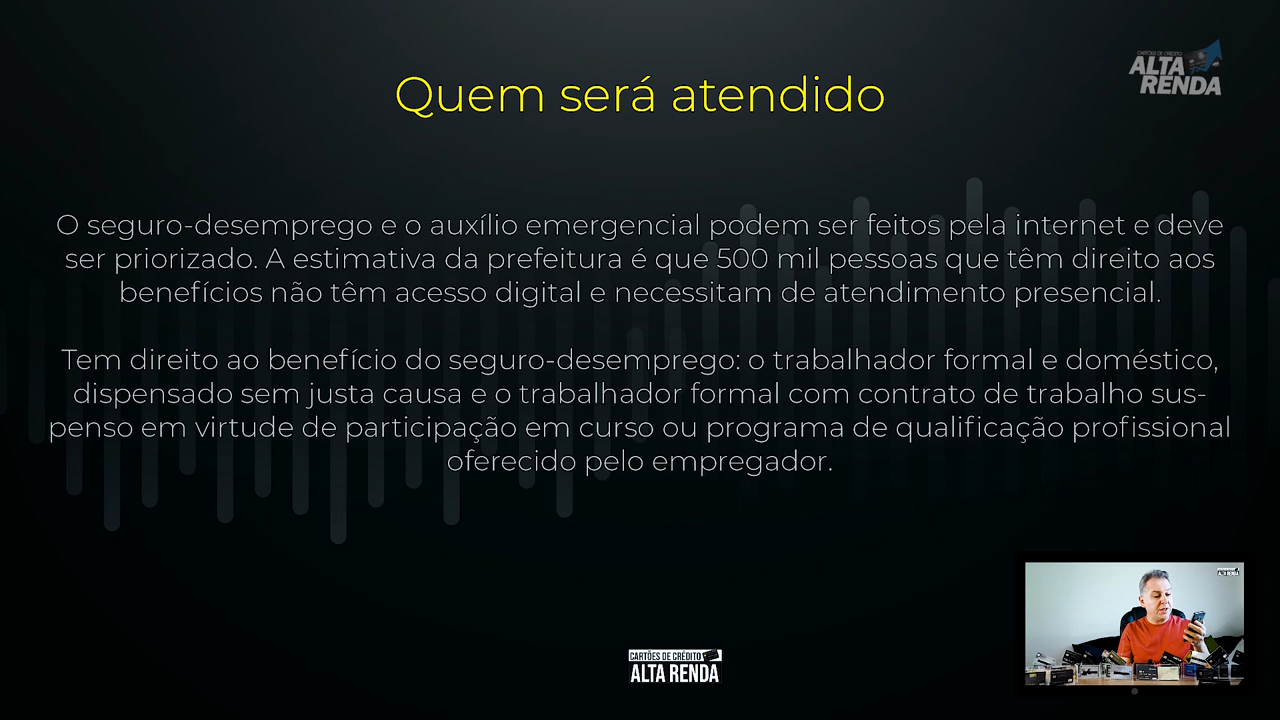 CARTÕES DE CRÉDITO
ALTA
RENDA
Quem será atendido
O seguro-desemprego e o auxílio emergencial podem ser feitos pela internet e deve
ser priorizado. A estimativa da prefeitura é que 500 mil pessoas que têm direito aos
benefícios não têm acesso digital e necessitam de atendimento presencial.
Tem direito ao benefício do seguro-desemprego: o trabalhador formal e doméstico,
dispensado sem justa causa e o trabalhador formal com contrato de trabalho sus-
penso em virtude de participação em curso ou programa de qualificação profissional
oferecido pelo empregador.
ALTA RENDA
CARTÕES DE CRÉDITO
ALTA RENDA